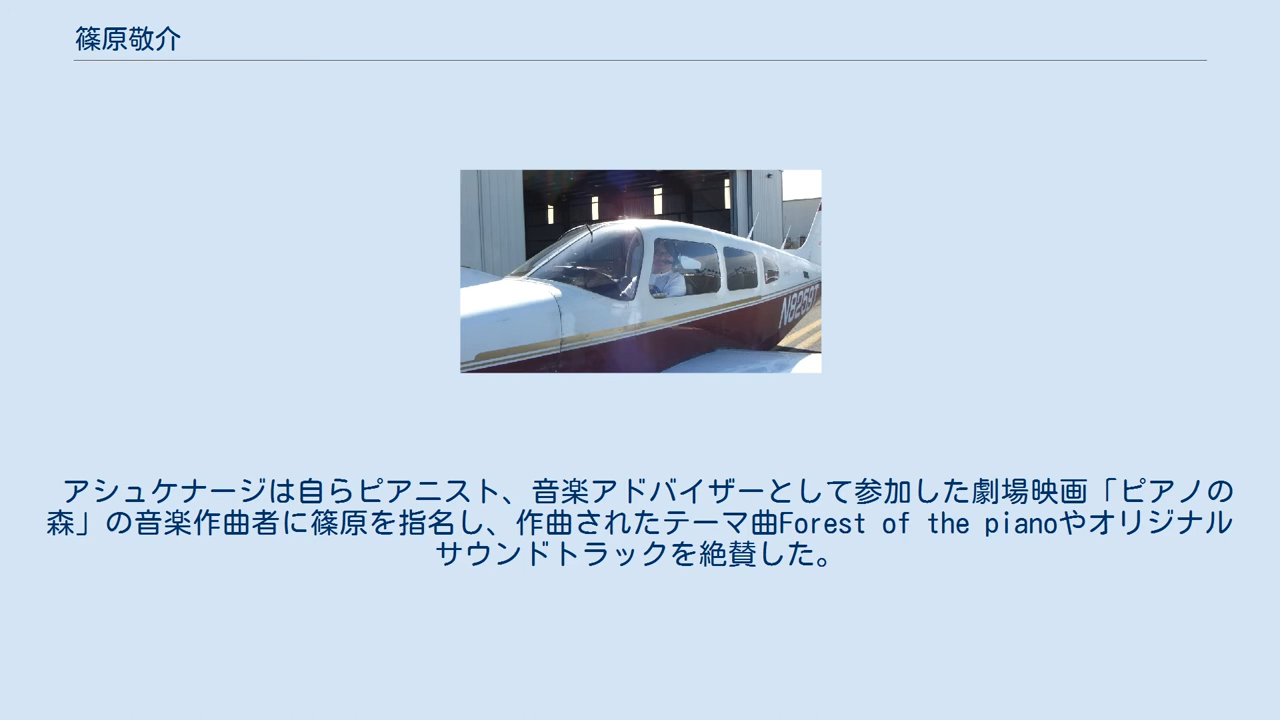 篠原敬介
アシュケナージは自らピアニスト、音楽アドバイザーとして参加した劇場映画「ピアノの
森」の音楽作曲者に篠原を指名し、作曲されたテーマ曲Forest of the pianoやオリジナル
サウンドトラックを絶賛した。